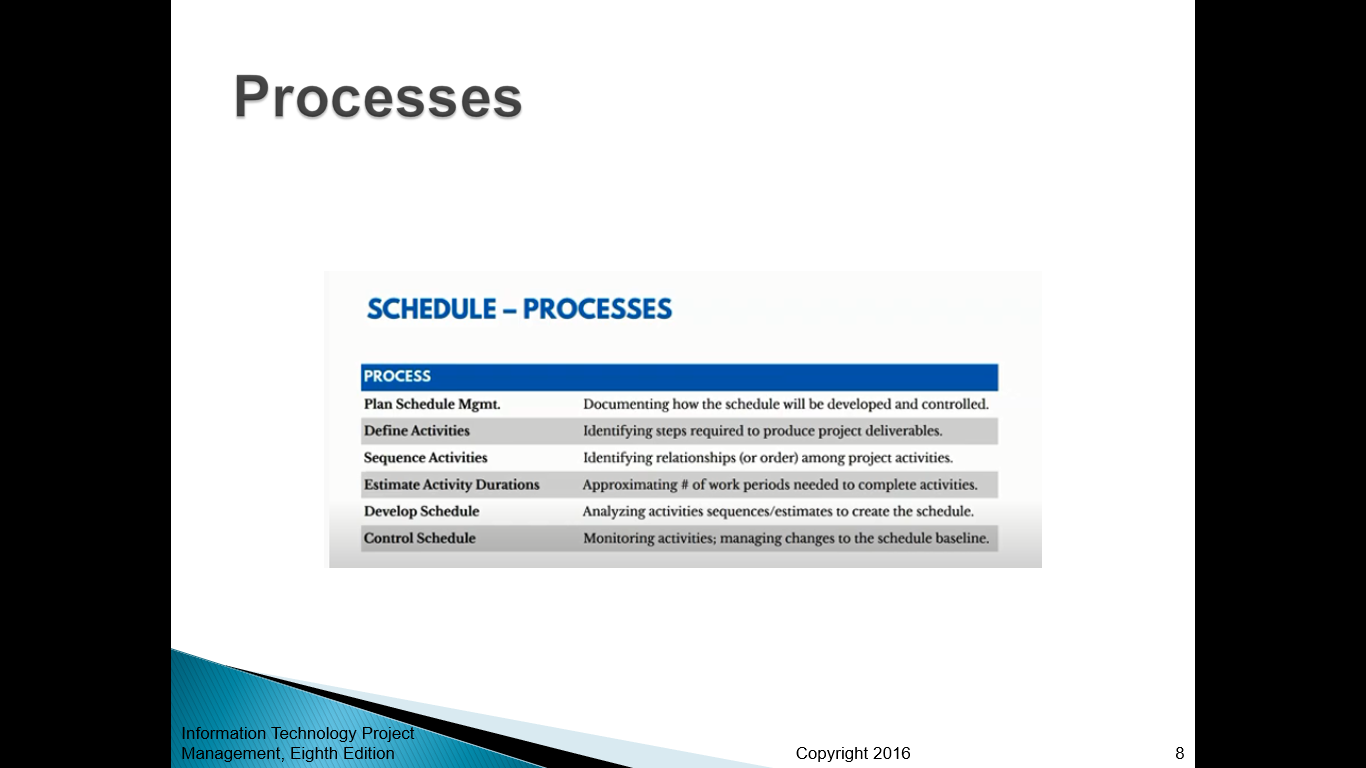 Processes
SCHEDULE – PROCESSES
PROCESS
Plan Schedule Mgmt. Documenting how the schedule will be developed and controlled.
Define Activities Identifying steps required to produce project deliverables.
Sequence Activities Identifying relationships (or order) among project activities.
Estimate Activity Durations Approximating # of work periods needed to complete activities.
Develop Schedule Analyzing activities sequences/estimates to create the schedule.
Control Schedule Monitoring activities; managing changes to the schedule baseline.
Information Technology Project
Management, Eighth Edition Copyright 2016 8